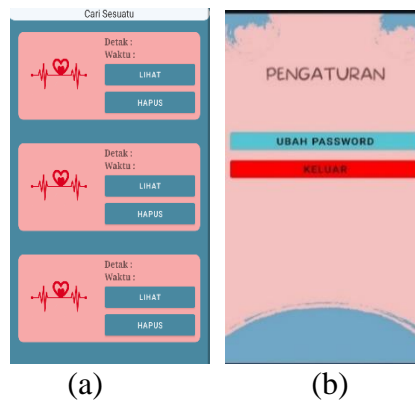 Cari Sesuatu
Detak :
Waktu :
LIHAT
HAPUS
Detak :
Waktu :
LIHAT
HAPUS
Detak :
Waktu :
LIHAT
HAPUS
(a)
PENGATURAN
UBAH PASSWORD
KELUAR
(b)